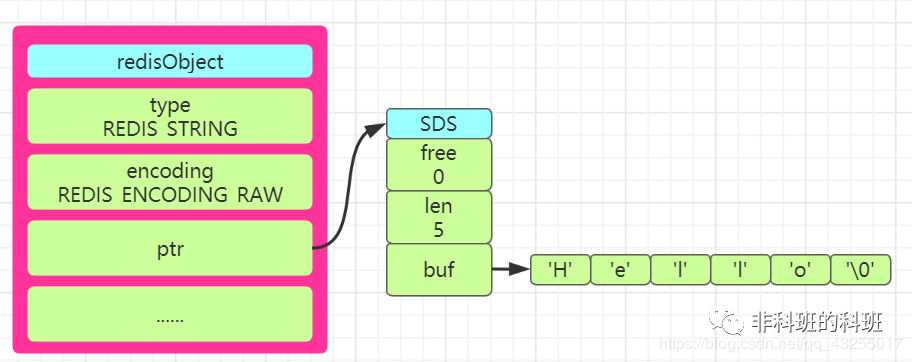 redisObject
type
REDIS STRING
encoding
REDIS ENCODING RAW
ptr
......
SDS
free
0
len
5
buf
'H' 'e' 'l' 'l' 'o' '\0'
非科班的科班
https://blog.csdn.net/qq_43255017